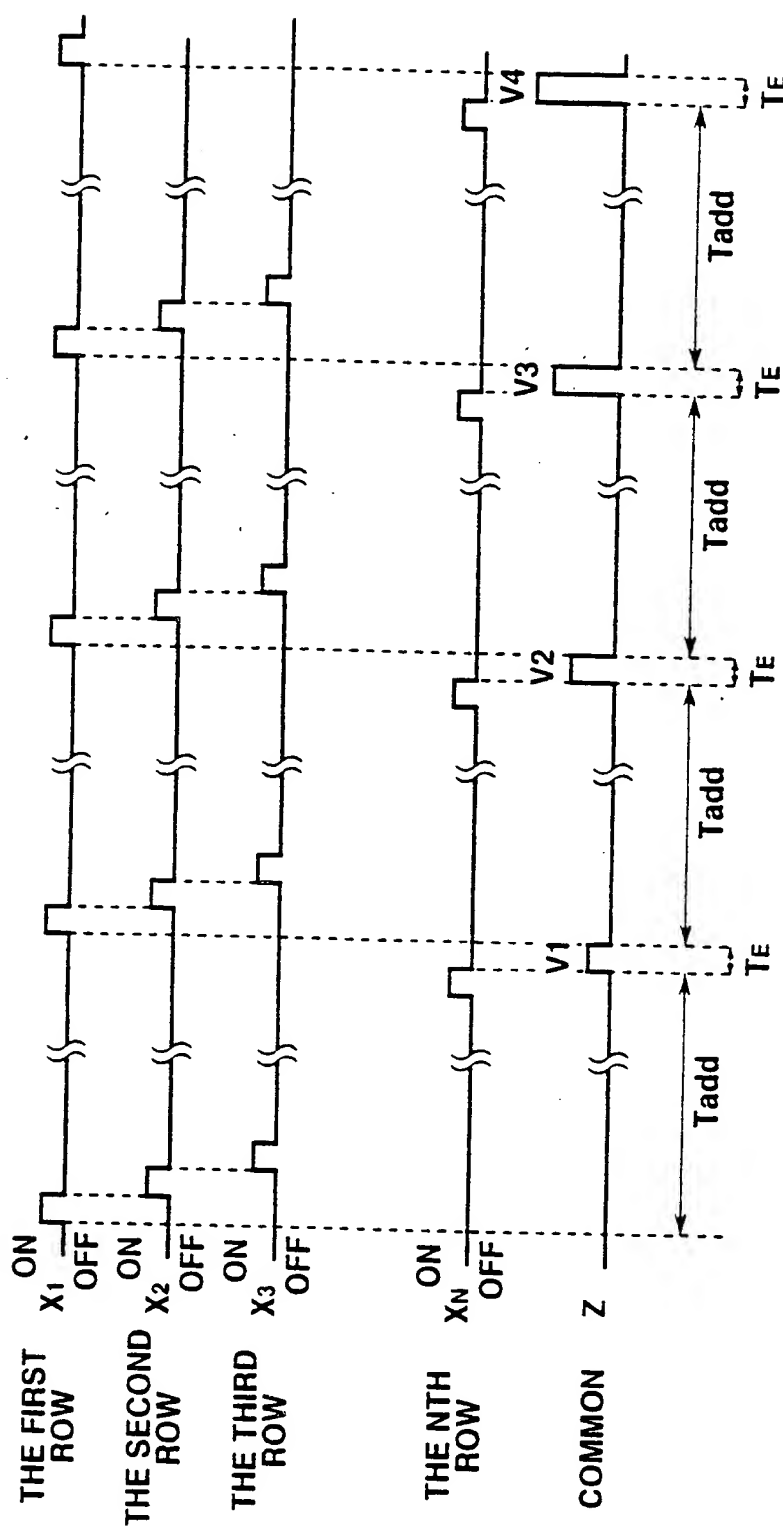 THE FIRST
ROW
X1
ON
OFF
THE SECOND
ROW
X2
ON
OFF
THE THIRD
ROW
X3
ON
OFF
THE NTH
ROW
XN
ON
OFF
COMMON
Z
V1
V2
V3
V4
Tadd
Tadd
Tadd
Tadd
TE
TE
TE
TE